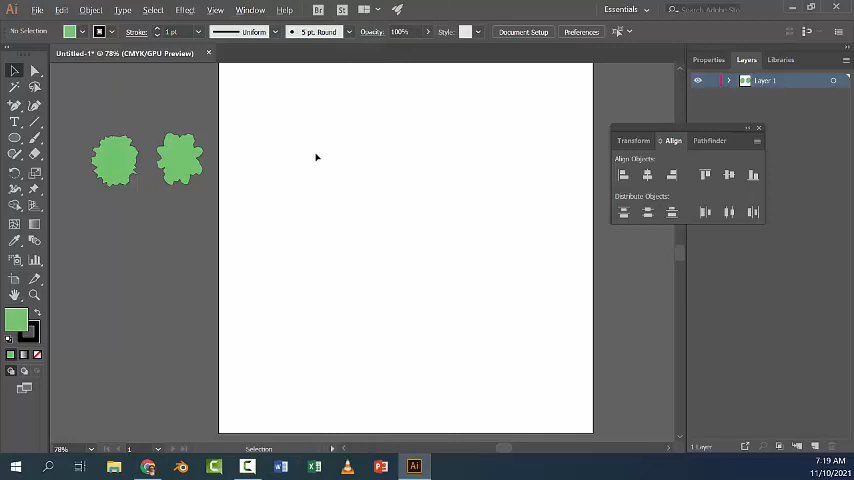 Ai File Edit Object Type Select Effect View Window Help Br St Essentials
No Selection Stroke: 1 pt Uniform 5 pt. Round Opacity: 100% Style: Document Setup Preferences
Untitled-1* @ 78% (CMYK/GPU Preview) ×
Properties Layers Libraries
Layer 1
Transform Align Pathfinder
Align Objects:
Distribute Objects:
78% 1 Selection
1 Layer
7:19 AM
11/10/2021